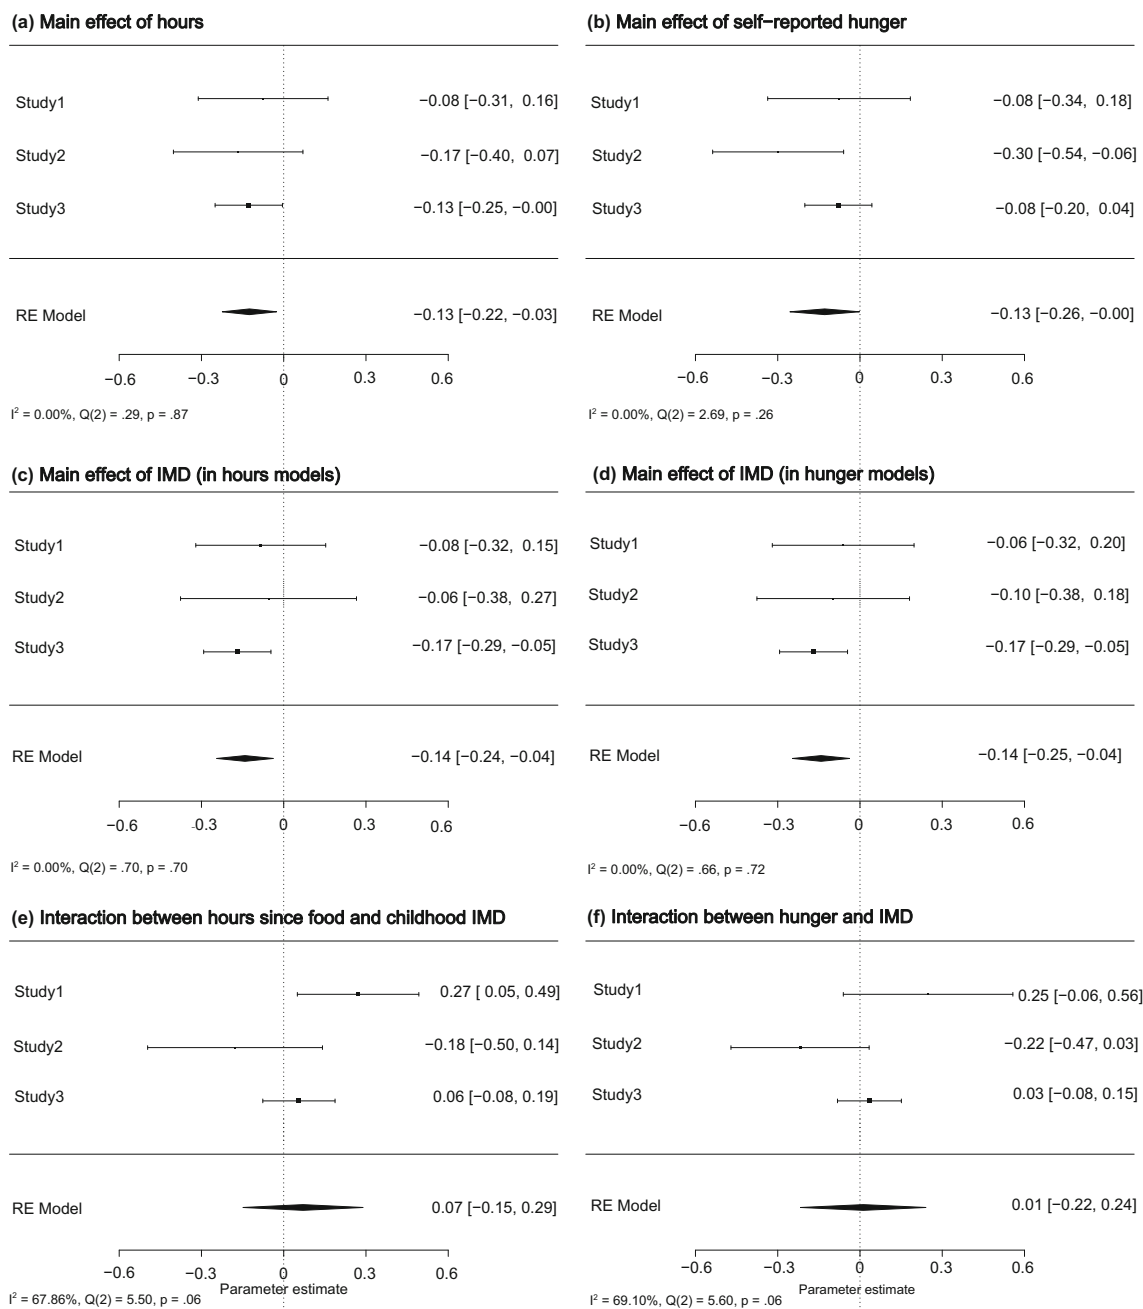 (a) Main effect of hours
Study1 −0.08 [−0.31, 0.16]
Study2 −0.17 [−0.40, 0.07]
Study3 −0.13 [−0.25, −0.00]
RE Model −0.13 [−0.22, −0.03]
−0.6 −0.3 0 0.3 0.6
I² = 0.00%, Q(2) = .29, p = .87
(b) Main effect of self−reported hunger
Study1 −0.08 [−0.34, 0.18]
Study2 −0.30 [−0.54, −0.06]
Study3 −0.08 [−0.20, 0.04]
RE Model −0.13 [−0.26, −0.00]
−0.6 −0.3 0 0.3 0.6
I² = 0.00%, Q(2) = 2.69, p = .26
(c) Main effect of IMD (in hours models)
Study1 −0.08 [−0.32, 0.15]
Study2 −0.06 [−0.38, 0.27]
Study3 −0.17 [−0.29, −0.05]
RE Model −0.14 [−0.24, −0.04]
−0.6 -0.3 0 0.3 0.6
I² = 0.00%, Q(2) = .70, p = .70
(d) Main effect of IMD (in hunger models)
Study1 −0.06 [−0.32, 0.20]
Study2 −0.10 [−0.38, 0.18]
Study3 −0.17 [−0.29, −0.05]
RE Model −0.14 [−0.25, −0.04]
−0.6 −0.3 0 0.3 0.6
I² = 0.00%, Q(2) = .66, p = .72
(e) Interaction between hours since food and childhood IMD
Study1 0.27 [ 0.05, 0.49]
Study2 −0.18 [−0.50, 0.14]
Study3 0.06 [−0.08, 0.19]
RE Model 0.07 [−0.15, 0.29]
−0.6 −0.3 0 0.3 0.6
Parameter estimate
I² = 67.86%, Q(2) = 5.50, p = .06
(f) Interaction between hunger and IMD
Study1 0.25 [−0.06, 0.56]
Study2 −0.22 [−0.47, 0.03]
Study3 0.03 [−0.08, 0.15]
RE Model 0.01 [−0.22, 0.24]
−0.6 −0.3 0 0.3 0.6
Parameter estimate
I² = 69.10%, Q(2) = 5.60, p = .06